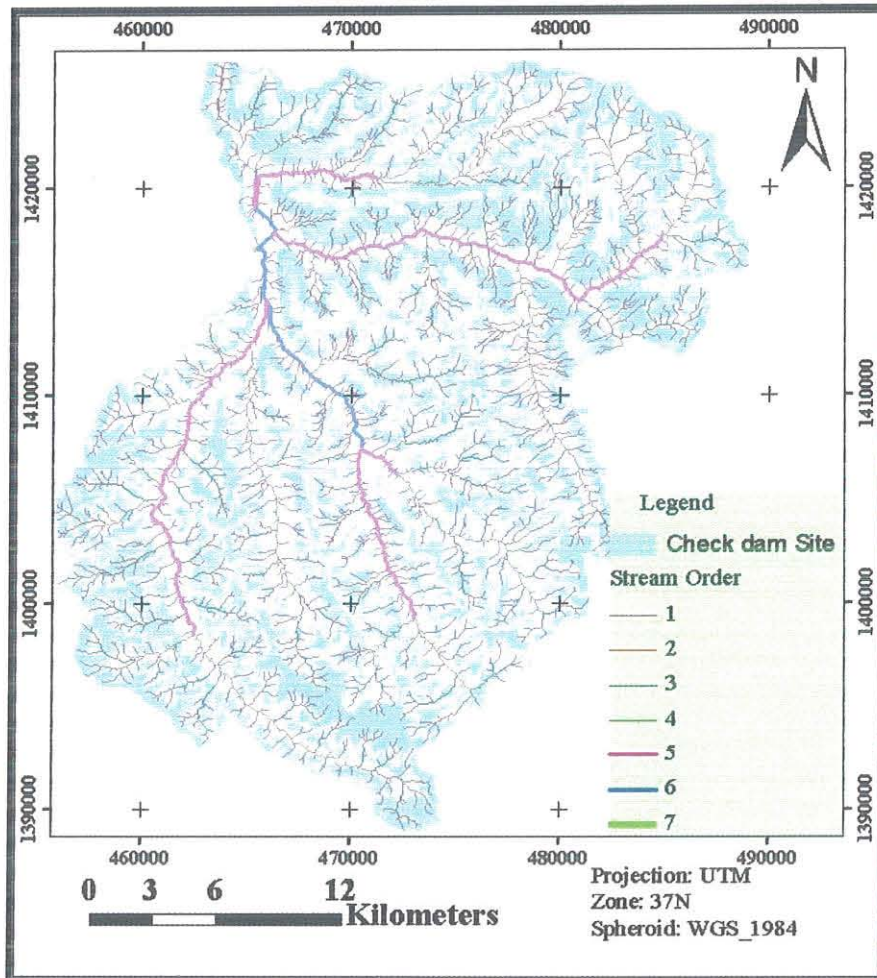 460000 470000 480000 490000
N
1420000 1420000
1410000 1410000
Legend
Check dam Site
Stream Order
1400000 1400000
1
2
3
4
5
6
7
1390000 1390000
460000 470000 480000 490000
0 3 6 12
Kilometers
Projection: UTM
Zone: 37N
Spheroid: WGS_1984